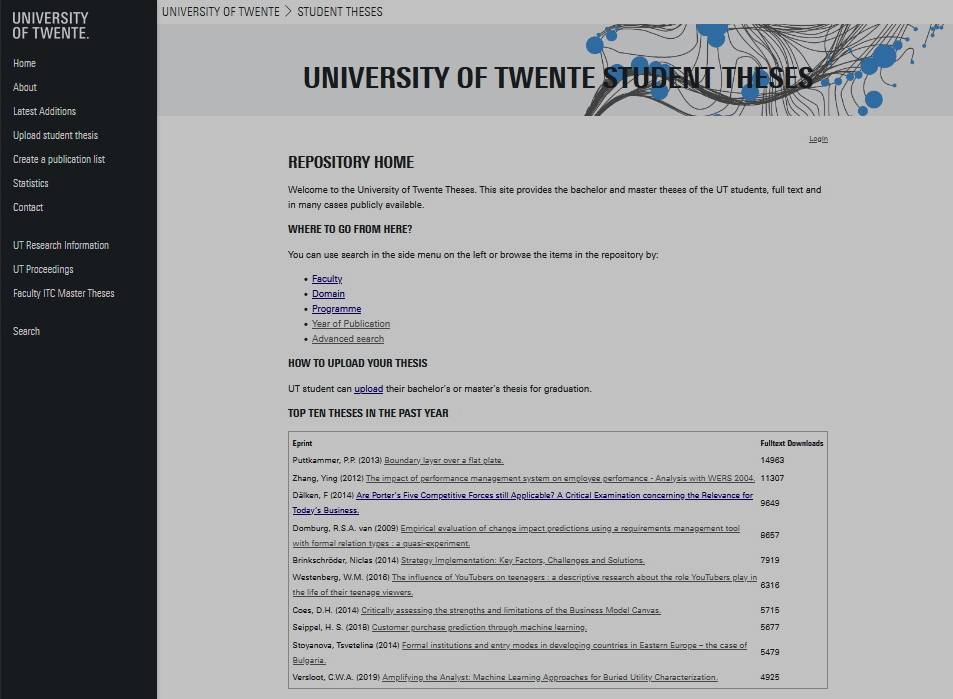 UNIVERSITY
OF TWENTE.
Home
About
Latest Additions
Upload student thesis
Create a publication list
Statistics
Contact
UT Research Information
UT Proceedings
Faculty ITC Master Theses
Search
UNIVERSITY OF TWENTE > STUDENT THESES
UNIVERSITY OF TWENTE STUDENT THESES
Login
REPOSITORY HOME
Welcome to the University of Twente Theses. This site provides the bachelor and master theses of the UT students, full text and
in many cases publicly available.
WHERE TO GO FROM HERE?
You can use search in the side menu on the left or browse the items in the repository by:
• Faculty
• Domain
• Programme
• Year of Publication
• Advanced search
HOW TO UPLOAD YOUR THESIS
UT student can upload their bachelor's or master's thesis for graduation.
TOP TEN THESES IN THE PAST YEAR
Eprint Fulltext Downloads
Puttkammer, P.P. (2013) Boundary layer over a flat plate. 14963
Zhang, Ying (2012) The impact of performance management system on employee perfomance - Analysis with WERS 2004. 11307
Dälken, F (2014) Are Porter's Five Competitive Forces still Applicable? A Critical Examination concerning the Relevance for
Today's Business. 9649
Domburg, R.S.A. van (2009) Empirical evaluation of change impact predictions using a requirements management tool
with formal relation types : a quasi-experiment. 8657
Brinkschröder, Niclas (2014) Strategy Implementation: Key Factors, Challenges and Solutions. 7919
Westenberg, W.M. (2016) The influence of YouTubers on teenagers : a descriptive research about the role YouTubers play in
the life of their teenage viewers. 6316
Coes, D.H. (2014) Critically assessing the strengths and limitations of the Business Model Canvas. 5715
Seippel, H. S. (2018) Customer purchase prediction through machine learning. 5677
Stoyanova, Tsvetelina (2014) Formal institutions and entry modes in developing countries in Eastern Europe – the case of
Bulgaria. 5479
Versloot, C.W.A. (2019) Amplifying the Analyst: Machine Learning Approaches for Buried Utility Characterization. 4925